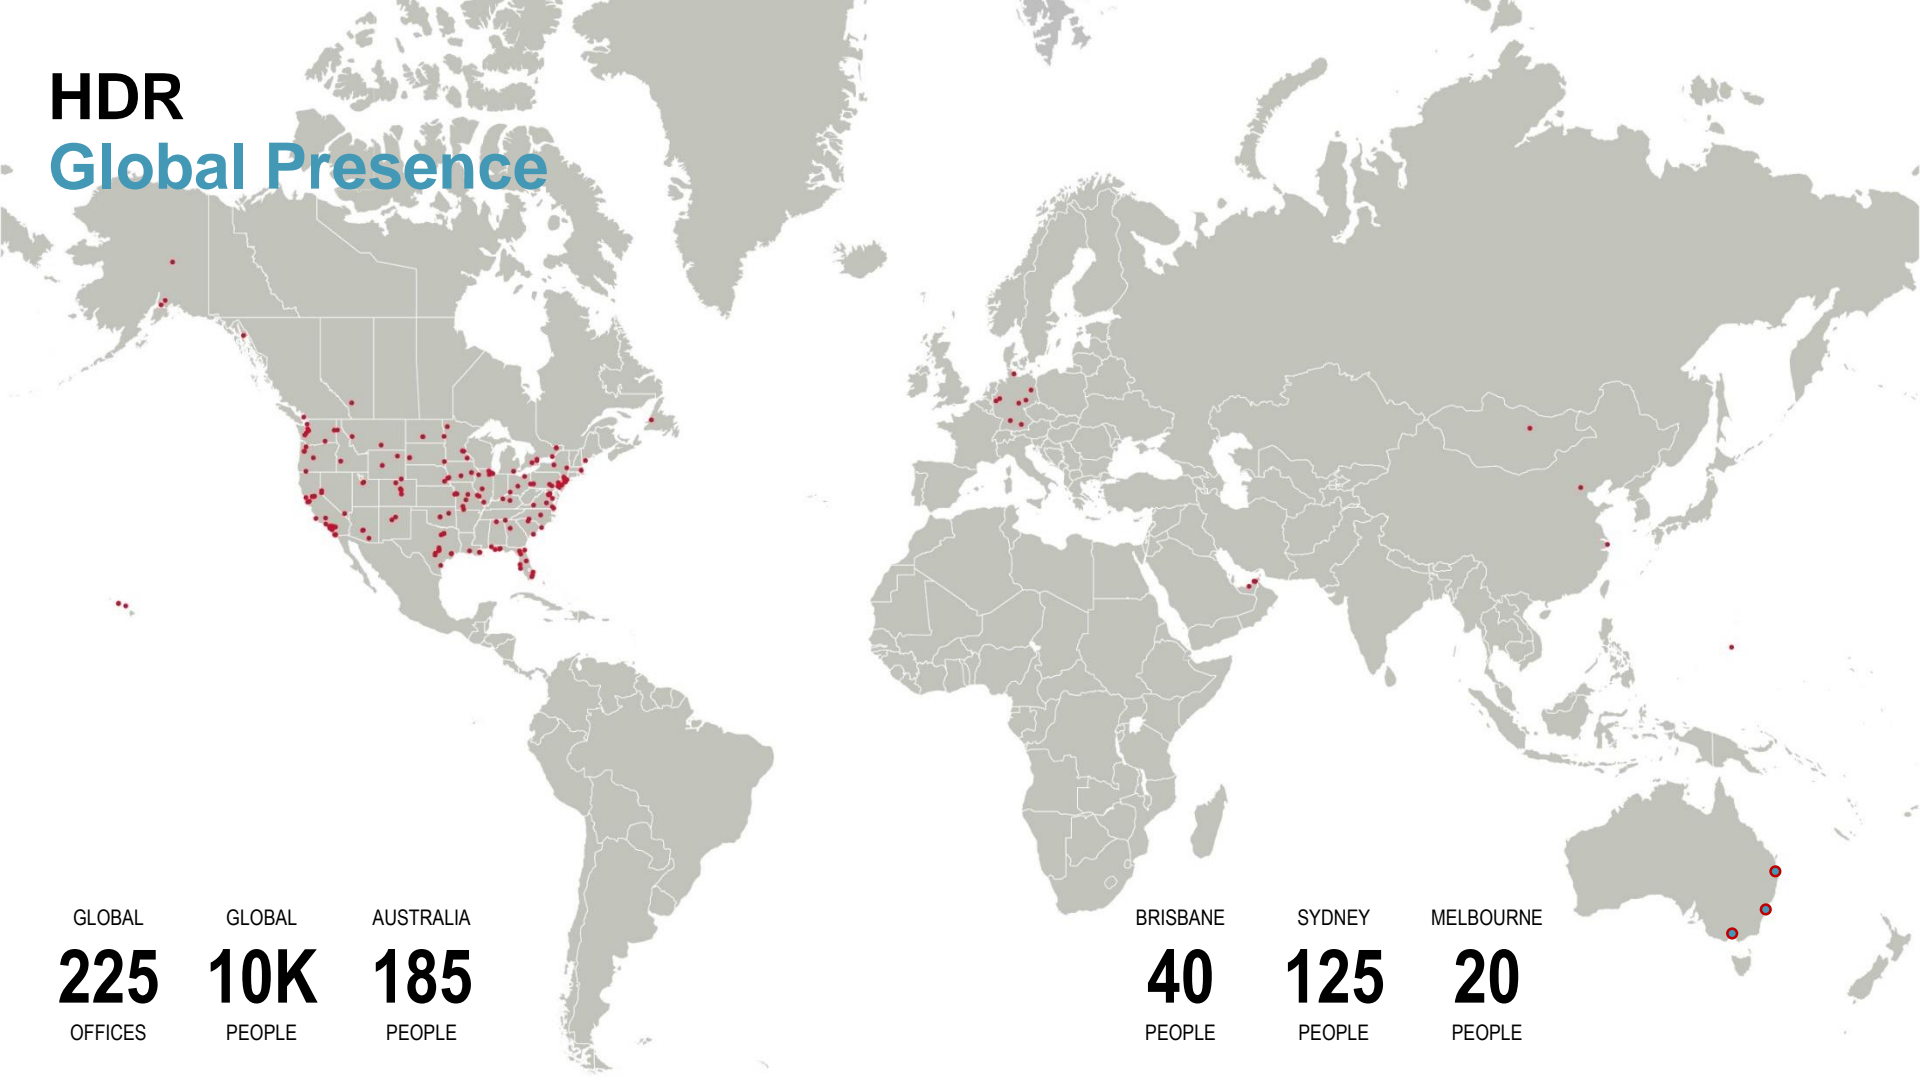 HDR
Global Presence
GLOBAL
225
OFFICES
GLOBAL
10K
PEOPLE
AUSTRALIA
185
PEOPLE
BRISBANE
40
PEOPLE
SYDNEY
125
PEOPLE
MELBOURNE
20
PEOPLE